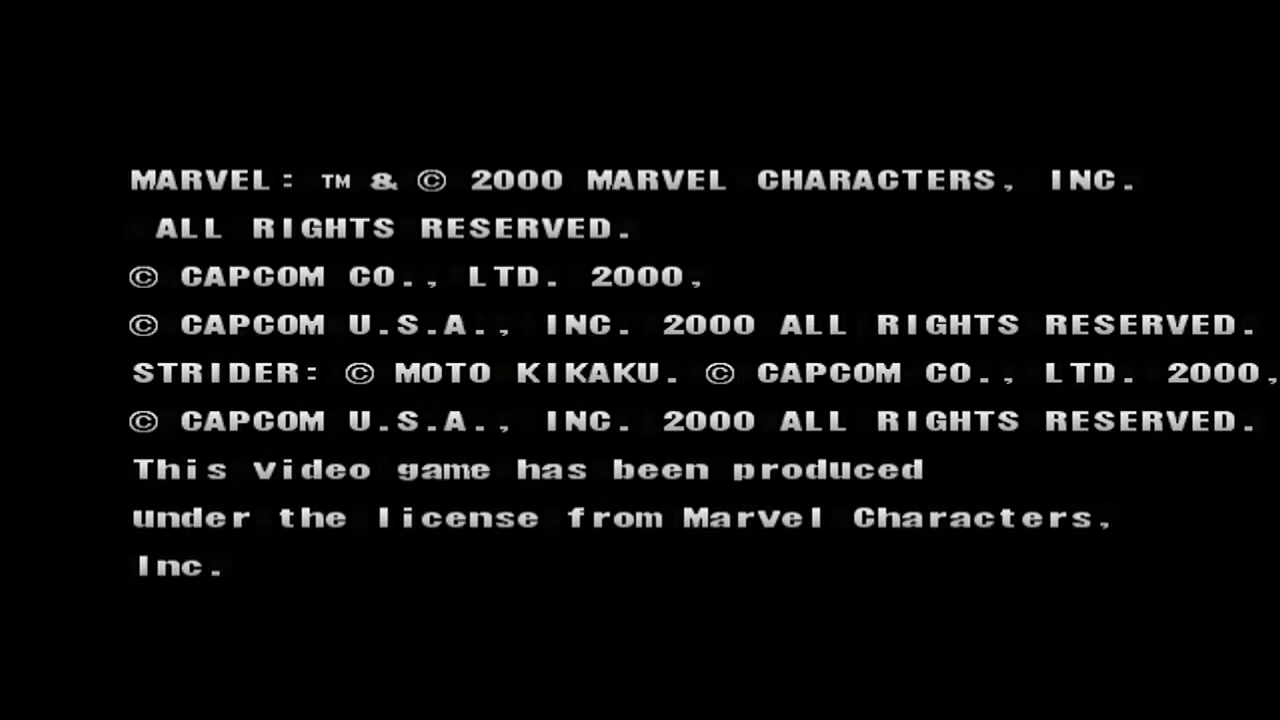 MARVEL: ™ & © 2000 MARVEL CHARACTERS, INC.
ALL RIGHTS RESERVED.
© CAPCOM CO., LTD. 2000,
© CAPCOM U.S.A., INC. 2000 ALL RIGHTS RESERVED.
STRIDER: © MOTO KIKAKU. © CAPCOM CO., LTD. 2000,
© CAPCOM U.S.A., INC. 2000 ALL RIGHTS RESERVED.
This video game has been produced
under the license from Marvel Characters,
Inc.